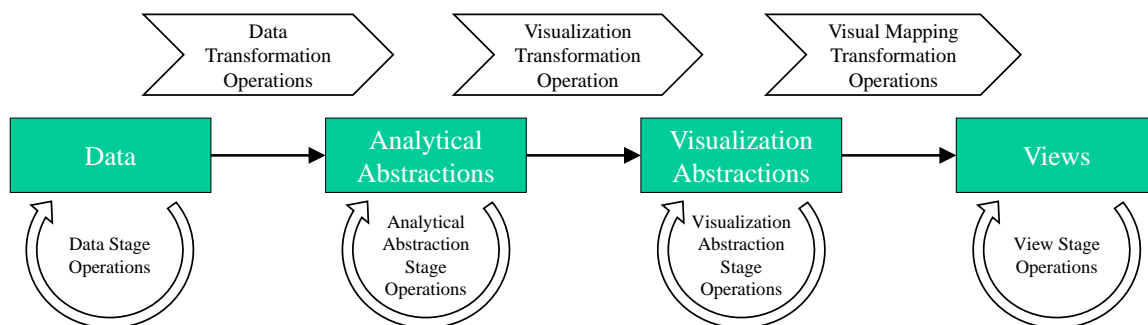 Data
Transformation
Operations
Visualization
Transformation
Operation
Visual Mapping
Transformation
Operations
Data
Analytical
Abstractions
Visualization
Abstractions
Views
Data Stage
Operations
Analytical
Abstraction
Stage
Operations
Visualization
Abstraction
Stage
Operations
View Stage
Operations